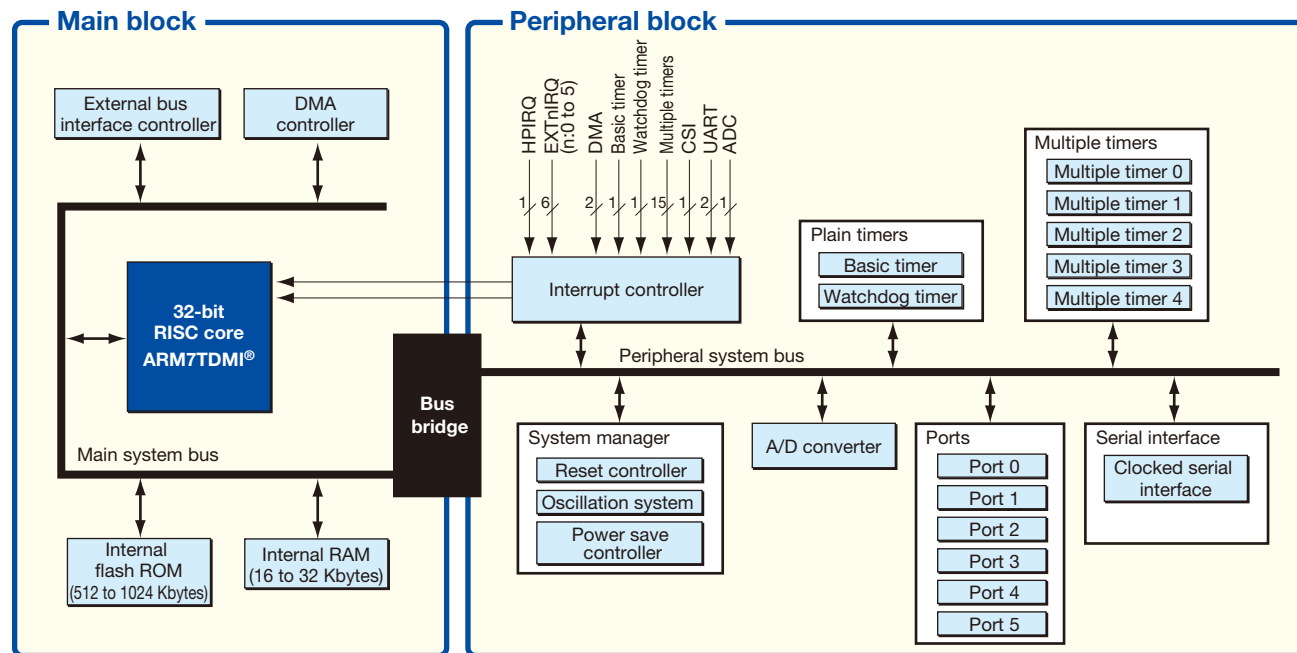 Main block
Peripheral block
External bus
interface controller
DMA
controller
32-bit
RISC core
ARM7TDMI®
Main system bus
Internal
flash ROM
(512 to 1024 Kbytes)
Internal RAM
(16 to 32 Kbytes)
Bus
bridge
HPIRQ
EXTnIRQ
(n:0 to 5)
DMA
Basic timer
Watchdog timer
Multiple timers
CSI
UART
ADC
1
6
2
1
1
15
1
2
1
Interrupt controller
Peripheral system bus
Plain timers
Basic timer
Watchdog timer
Multiple timers
Multiple timer 0
Multiple timer 1
Multiple timer 2
Multiple timer 3
Multiple timer 4
System manager
Reset controller
Oscillation system
Power save
controller
A/D converter
Ports
Port 0
Port 1
Port 2
Port 3
Port 4
Port 5
Serial interface
Clocked serial
interface